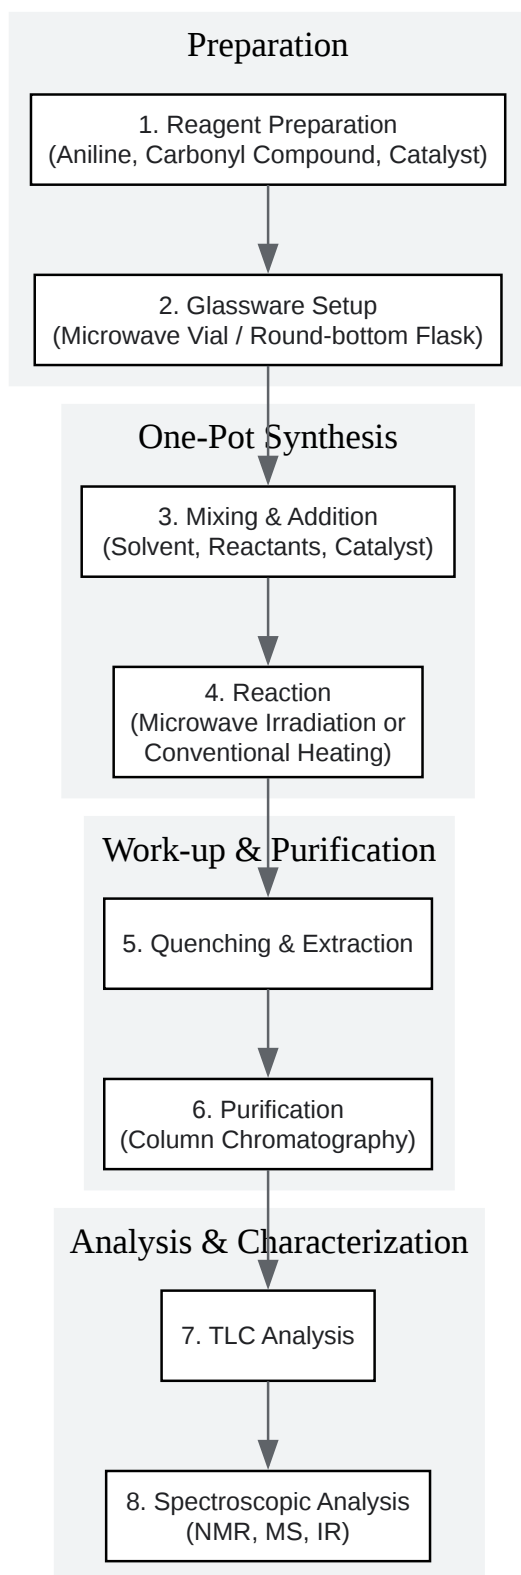 Preparation
1. Reagent Preparation
(Aniline, Carbonyl Compound, Catalyst)
2. Glassware Setup
(Microwave Vial / Round-bottom Flask)
One-Pot Synthesis
3. Mixing & Addition
(Solvent, Reactants, Catalyst)
4. Reaction
(Microwave Irradiation or
Conventional Heating)
Work-up & Purification
5. Quenching & Extraction
6. Purification
(Column Chromatography)
Analysis & Characterization
7. TLC Analysis
8. Spectroscopic Analysis
(NMR, MS, IR)